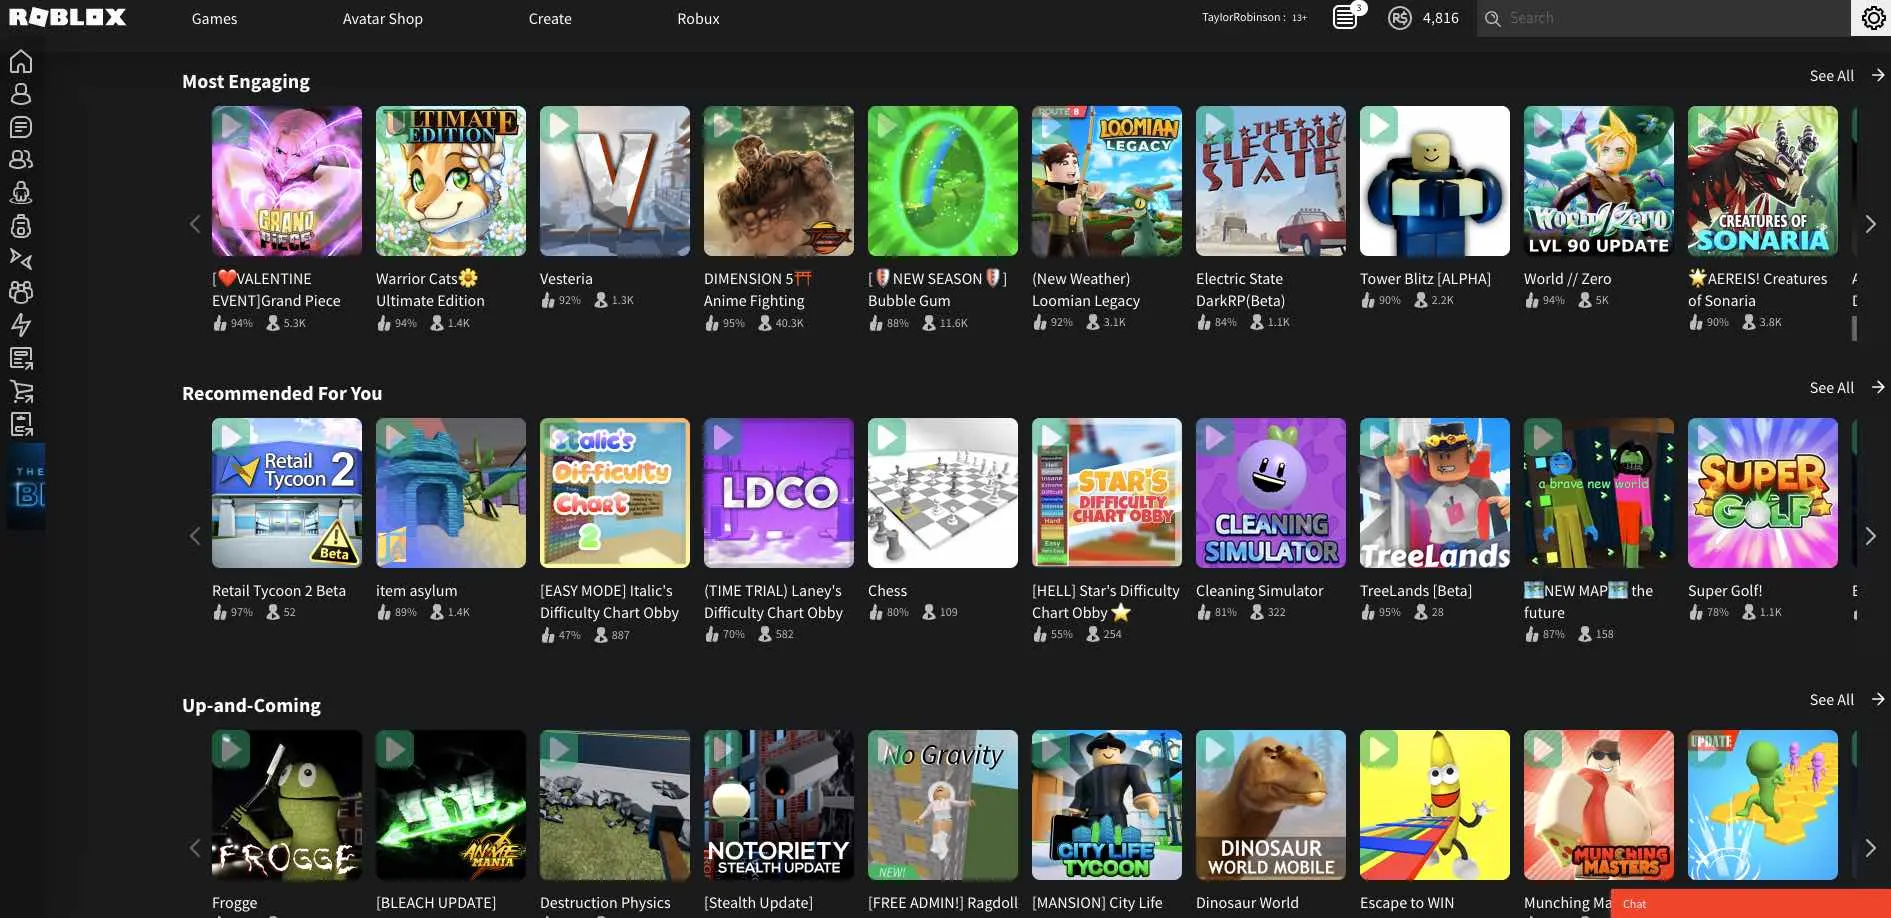 ROBLOX
Games
Avatar Shop
Create
Robux
TaylorRobinson : 13+
3
4,816
Search
Most Engaging
See All
GRAND
PIECE
ULTIMATE
EDITION
V
ROUTE 8
LOOMIAN
LEGACY
THE
ELECTRIC
STATE
World//Zero
LVL 90 UPDATE
CREATURES OF
SONARIA
[❤️VALENTINE
EVENT]Grand Piece
94% 5.3K
Warrior Cats🌻
Ultimate Edition
94% 1.4K
Vesteria
92% 1.3K
DIMENSION 5⛩️
Anime Fighting
95% 40.3K
[🛡️NEW SEASON🛡️]
Bubble Gum
88% 11.6K
(New Weather)
Loomian Legacy
92% 3.1K
Electric State
DarkRP(Beta)
84% 1.1K
Tower Blitz [ALPHA]
90% 2.2K
World // Zero
94% 5K
🌟AEREIS! Creatures
of Sonaria
90% 3.8K
Recommended For You
See All
THE
Retail
Tycoon 2
Beta
Italic's
Difficulty
Chart
2
LDCO
STAR'S
DIFFICULTY
CHART OBBY
Hard
Easy
CLEANING
SIMULATOR
TreeLands
a brave new world
SUPER
GOLF
Retail Tycoon 2 Beta
97% 52
item asylum
89% 1.4K
[EASY MODE] Italic's
Difficulty Chart Obby
47% 887
(TIME TRIAL) Laney's
Difficulty Chart Obby
70% 582
Chess
80% 109
[HELL] Star's Difficulty
Chart Obby ⭐
55% 254
Cleaning Simulator
81% 322
TreeLands [Beta]
95% 28
🗺️NEW MAP🗺️ the
future
87% 158
Super Golf!
78% 1.1K
Up-and-Coming
See All
FROGGE
ANIME
MANIA
NOTORIETY
STEALTH UPDATE
No Gravity
NEW!
CITY LIFE
TYCOON
DINOSAUR
WORLD MOBILE
MUNCHING
MASTERS
UPDATE
Frogge
[BLEACH UPDATE]
Destruction Physics
[Stealth Update]
[FREE ADMIN!] Ragdoll
[MANSION] City Life
Dinosaur World
Escape to WIN
Munching
Chat